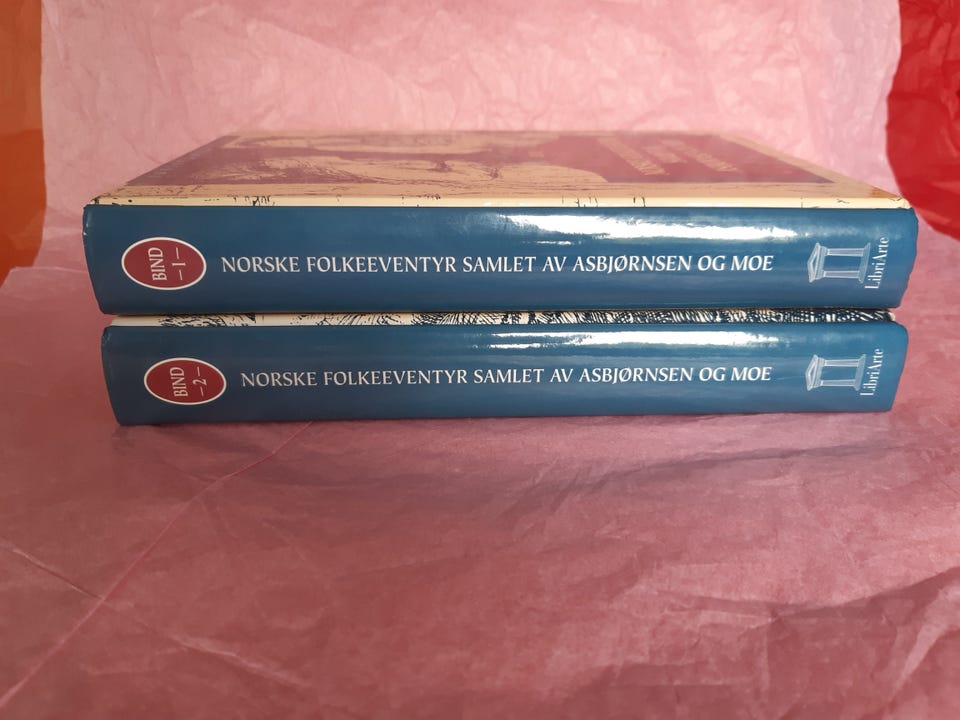 BIND
—1—
NORSKE FOLKEEVENTYR SAMLET AV ASBJØRNSEN OG MOE
LibriArte
BIND
—2—
NORSKE FOLKEEVENTYR SAMLET AV ASBJØRNSEN OG MOE
LibriArte